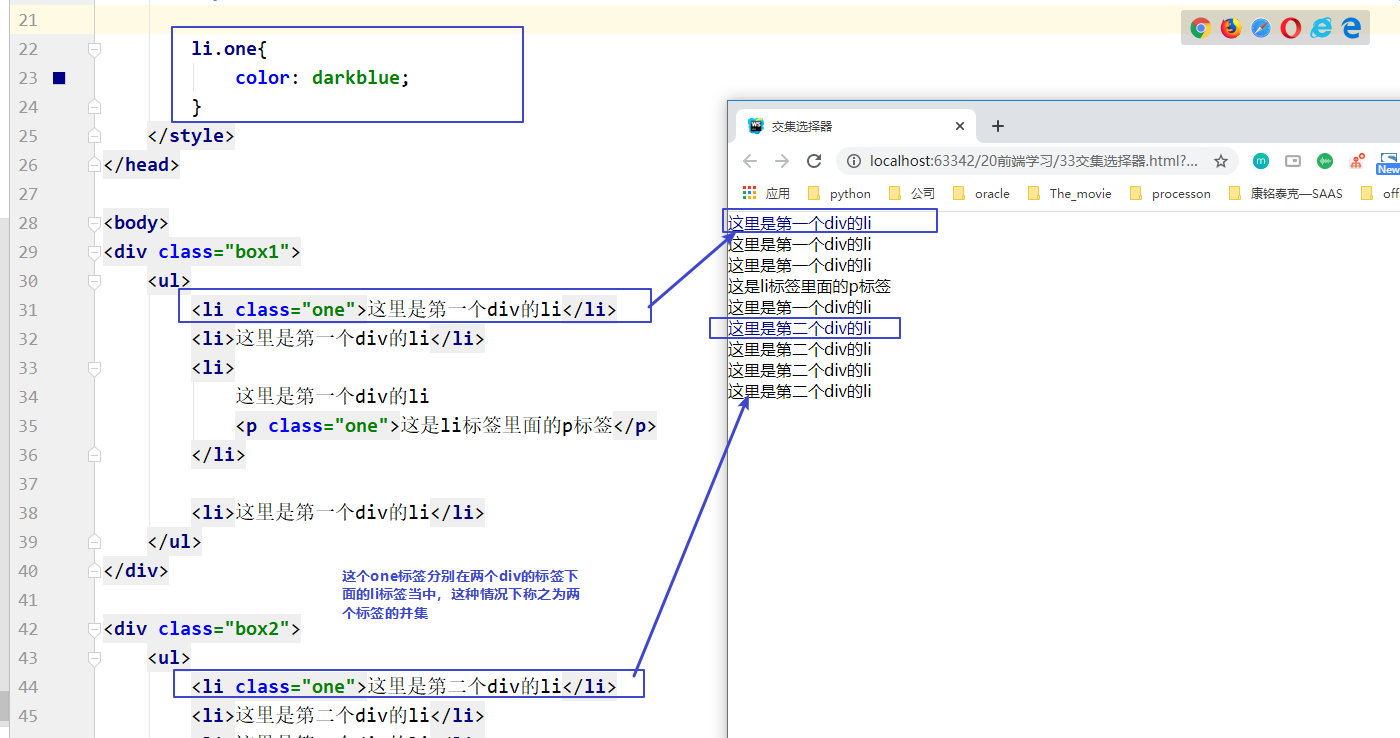 21
22 li.one{
23 color: darkblue;
24 }
25 </style>
26 </head>
27
28 <body>
29 <div class="box1">
30 <ul>
31 <li class="one">这里是第一个div的li</li>
32 <li>这里是第一个div的li</li>
33 <li>
34 这里是第一个div的li
35 <p class="one">这是li标签里面的p标签</p>
36 </li>
37
38 <li>这里是第一个div的li</li>
39 </ul>
40 </div>
41
这个one标签分别在两个div的标签下
面的li标签当中，这种情况下称之为两
个标签的并集
42 <div class="box2">
43 <ul>
44 <li class="one">这里是第二个div的li</li>
45 <li>这里是第二个div的li</li>
交集选择器
localhost:63342/20前端学习/33交集选择器.html?...
New
应用 python 公司 oracle The_movie processon 康铭泰克—SAAS off
这里是第一个div的li
这里是第一个div的li
这里是第一个div的li
这是li标签里面的p标签
这里是第一个div的li
这里是第二个div的li
这里是第二个div的li
这里是第二个div的li
这里是第二个div的li